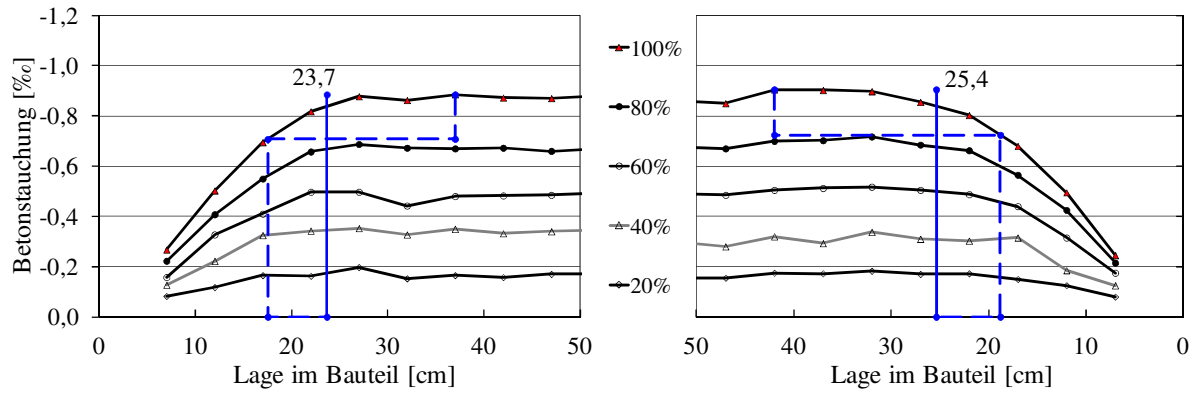 -1,2
-1,0
-0,8
-0,6
-0,4
-0,2
0,0
Betonstauchung [‰]
23,7
0 10 20 30 40 50
Lage im Bauteil [cm]
100%
80%
60%
40%
20%
25,4
50 40 30 20 10 0
Lage im Bauteil [cm]